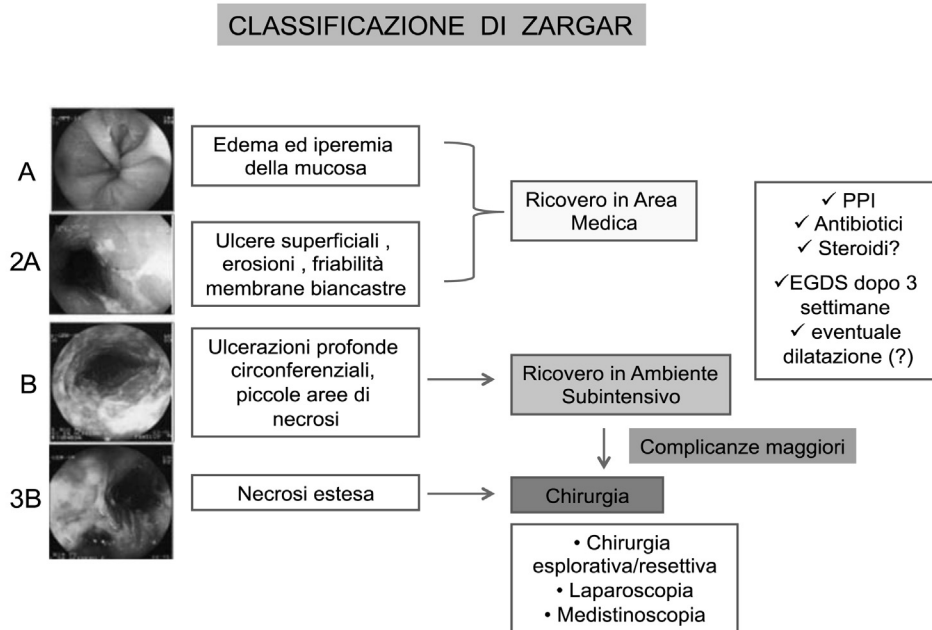 CLASSIFICAZIONE DI ZARGAR
A
Edema ed iperemia
della mucosa
2A
Ulcere superficiali ,
erosioni , friabilità
membrane biancastre
Ricovero in Area
Medica
✓ PPI
✓ Antibiotici
✓ Steroidi?
✓EGDS dopo 3
settimane
✓ eventuale
dilatazione (?)
B
Ulcerazioni profonde
circonferenziali,
piccole aree di
necrosi
Ricovero in Ambiente
Subintensivo
Complicanze maggiori
3B
Necrosi estesa
Chirurgia
• Chirurgia
esplorativa/resettiva
• Laparoscopia
• Medistinoscopia